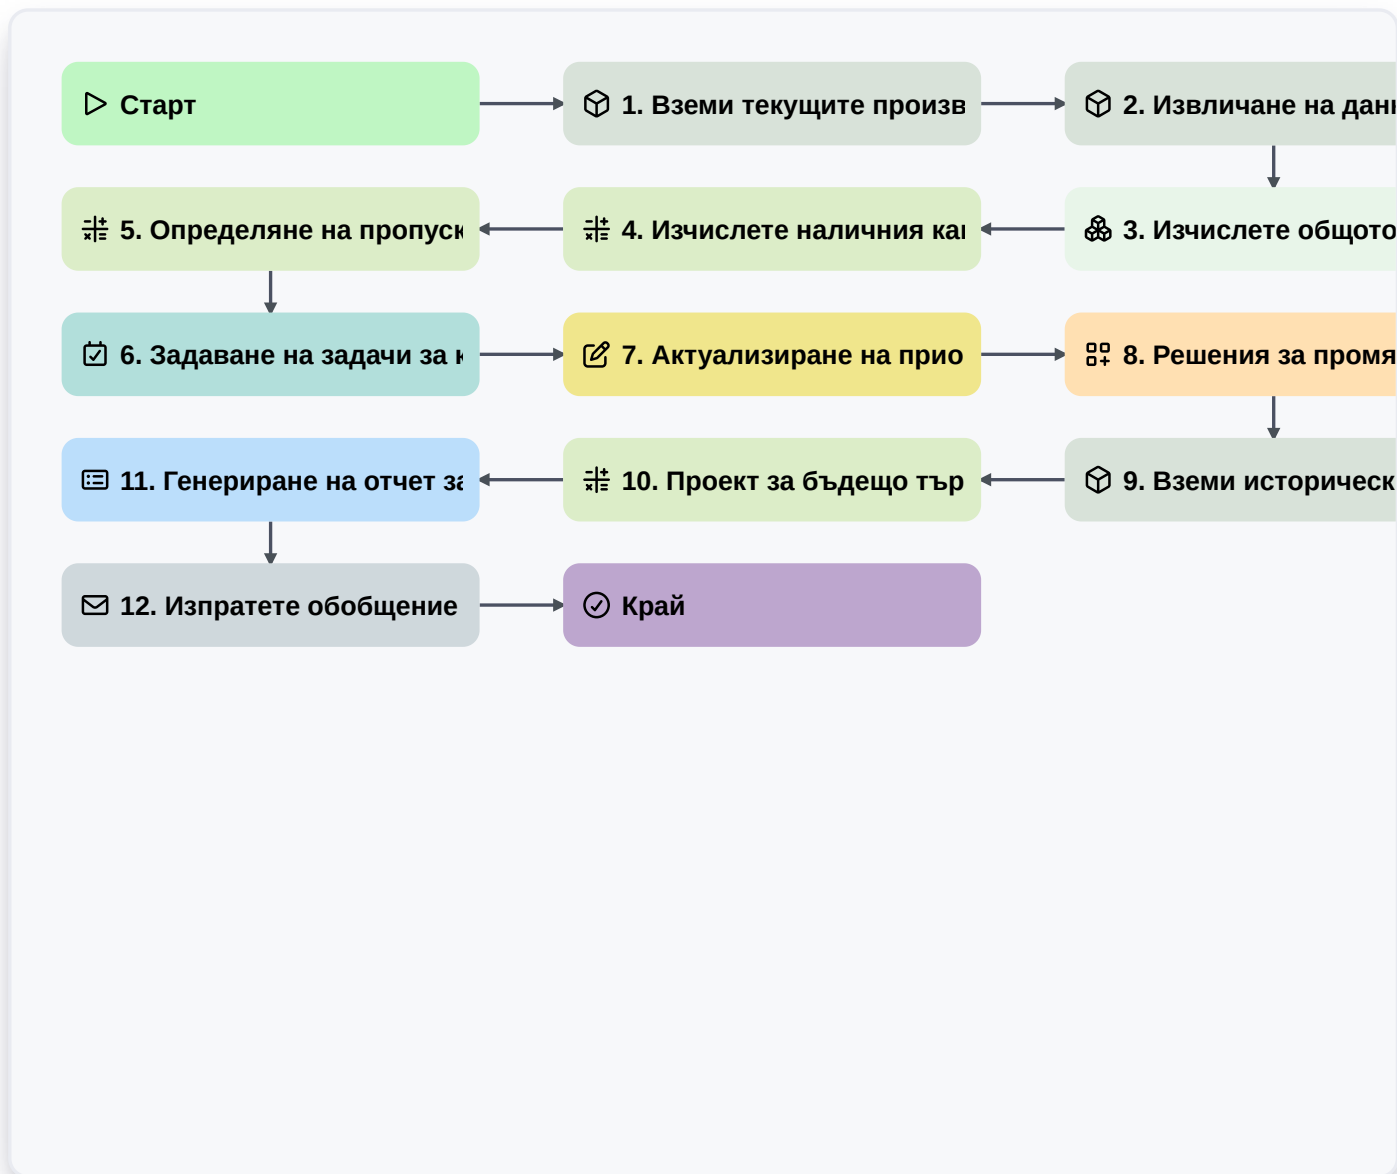 Старт
1. Вземи текущите произв
2. Извличане на дан
5. Определяне на пропуск
4. Изчислете наличния
3. Изчислете общото
6. Задаване на задачи за к
7. Актуализиране на прио
8. Решения за промя
11. Генериране на отчет за
10. Проект за бъдещо тър
9. Вземи историческ
12. Изпратете обобщение
Край